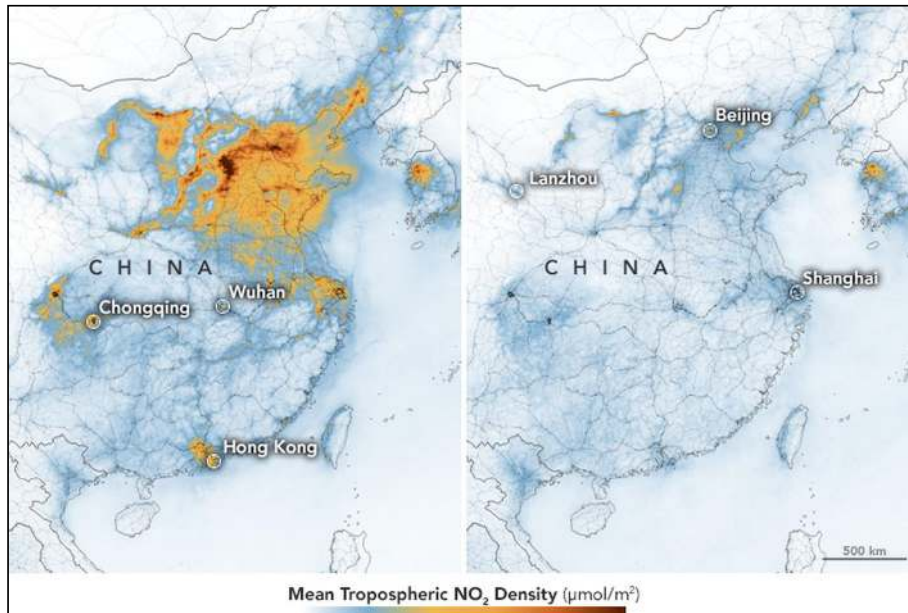 CHINA
Chongqing
Wuhan
Hong Kong
Beijing
Lanzhou
CHINA
Shanghai
500 km
Mean Tropospheric NO₂ Density (μmol/m²)